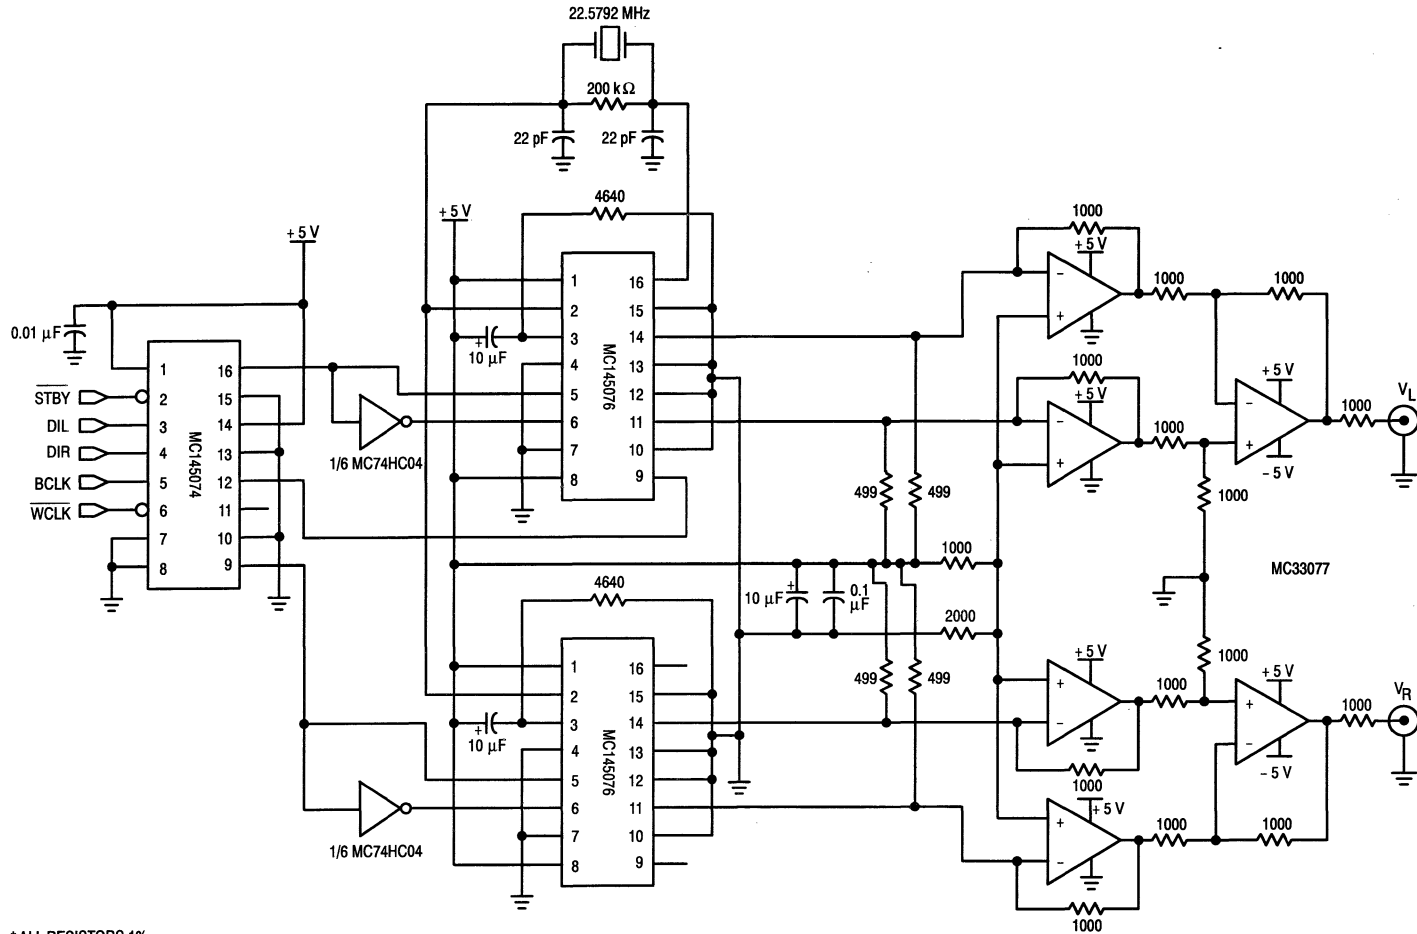 22.5792 MHz
200 kΩ
22 pF
22 pF
4640
+ 5 V
+ 5 V
0.01 μF
1
2
3
4
5
6
7
8
16
15
14
13
12
11
10
9
MC145074
STBY
DIL
DIR
BCLK
WCLK
1/6 MC74HC04
+
10 μF
1
2
3
4
5
6
7
8
16
15
14
13
12
11
10
9
MC145076
4640
+
10 μF
1
2
3
4
5
6
7
8
16
15
14
13
12
11
10
9
MC145076
1/6 MC74HC04
499
499
1000
10 μF
+
0.1
μF
2000
499
499
1000
+ 5 V
−
+
1000
1000
1000
+ 5 V
−
+
1000
+ 5 V
−
+
− 5 V
1000
VL
1000
MC33077
1000
+ 5 V
+
−
1000
1000
+ 5 V
+
−
− 5 V
1000
VR
+ 5 V
+
−
1000
1000
1000
* ALL RESISTORS 1%